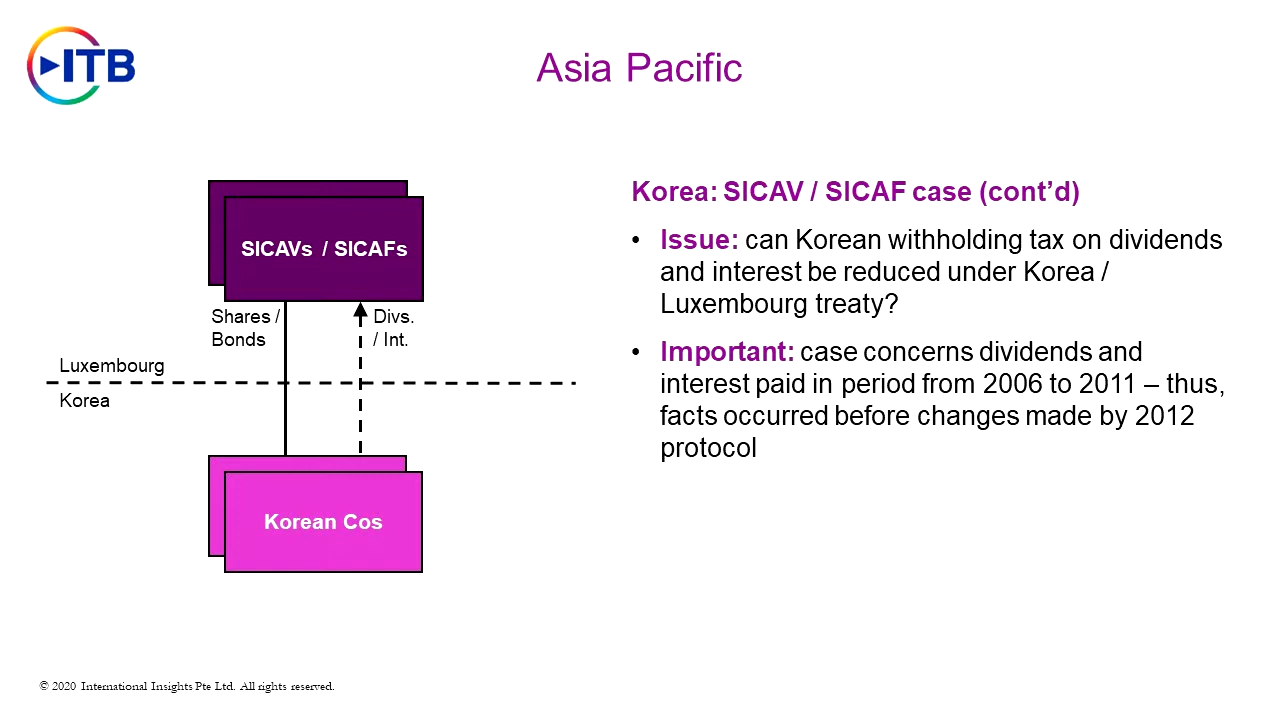 ITB
Asia Pacific
SICAVs / SICAFs
Shares /
Bonds
Divs.
/ Int.
Luxembourg
Korea
Korean Cos
Korea: SICAV / SICAF case (cont’d)
• Issue: can Korean withholding tax on dividends
and interest be reduced under Korea /
Luxembourg treaty?
• Important: case concerns dividends and
interest paid in period from 2006 to 2011 – thus,
facts occurred before changes made by 2012
protocol
© 2020 International Insights Pte Ltd. All rights reserved.